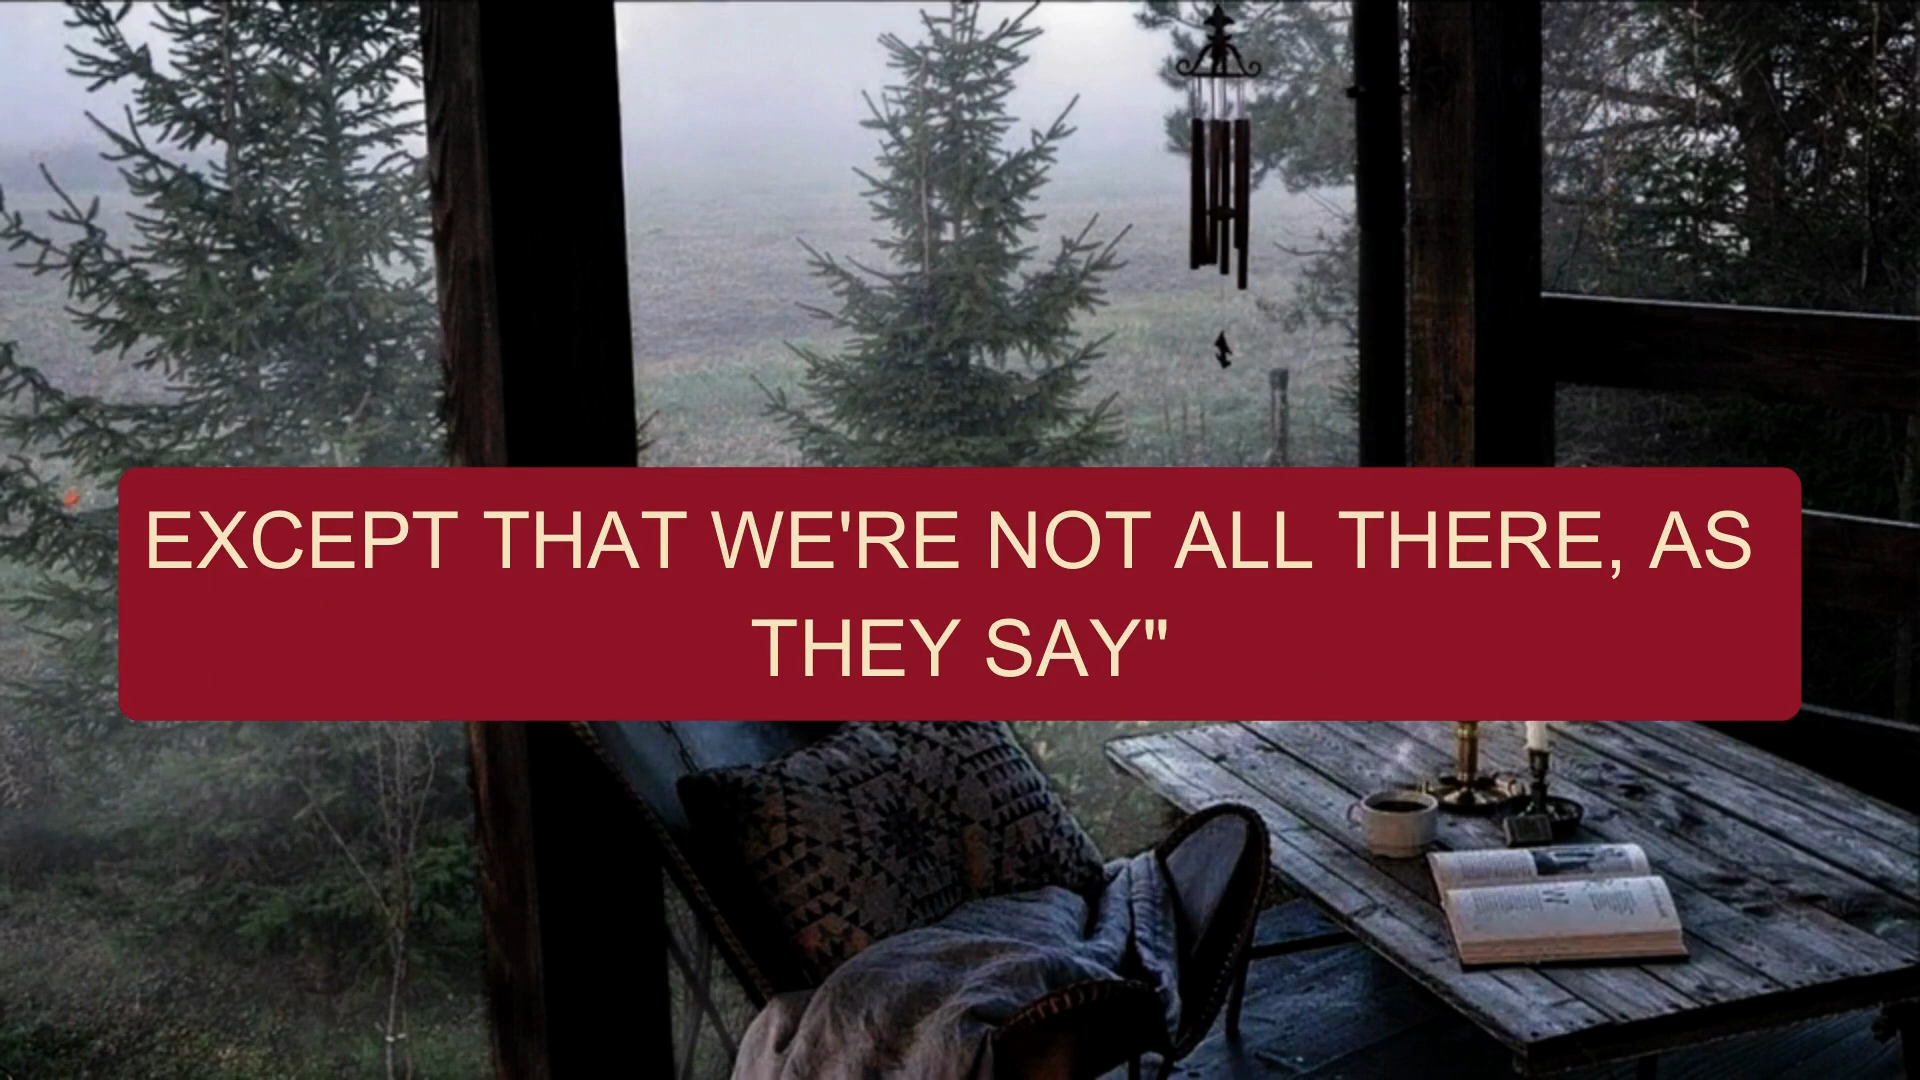 EXCEPT THAT WE'RE NOT ALL THERE, AS
THEY SAY"